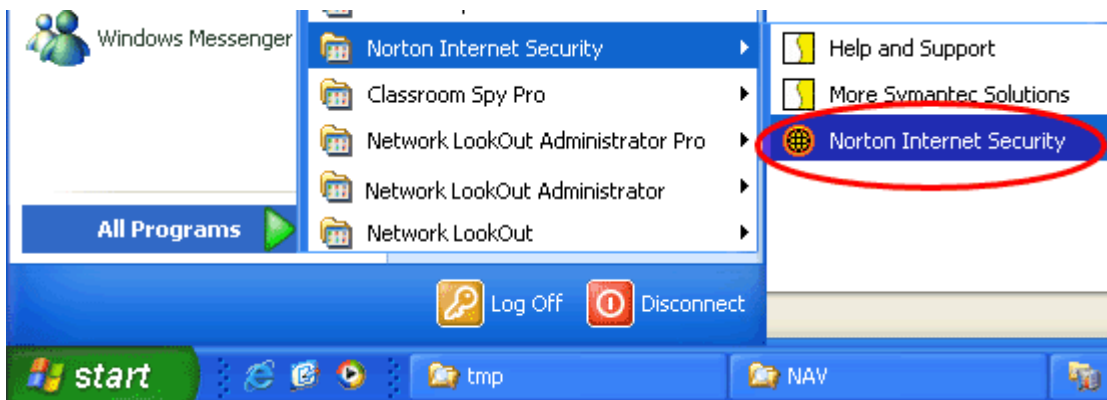 Windows Messenger
All Programs
Norton Internet Security
Classroom Spy Pro
Network LookOut Administrator Pro
Network LookOut Administrator
Network LookOut
Help and Support
More Symantec Solutions
Norton Internet Security
Log Off
Disconnect
start
tmp
NAV